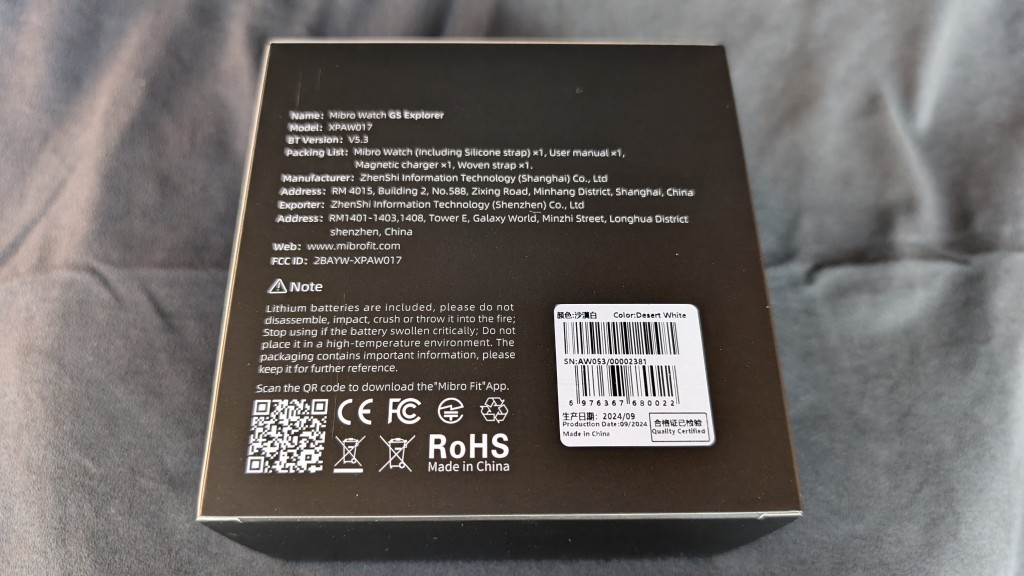 Name: Mibro Watch GS Explorer
Model: XPAW017
BT Version: V5.3
Packing List: Mibro Watch (Including Silicone strap) ×1, User manual ×1,
Magnetic charger ×1, Woven strap ×1,
Manufacturer: ZhenShi Information Technology (Shanghai) Co., Ltd
Address: RM 4015, Building 2, No.588, Zixing Road, Minhang District, Shanghai, China
Exporter: ZhenShi Information Technology (Shenzhen) Co., Ltd
Address: RM1401-1403,1408, Tower E, Galaxy World, Minzhi Street, Longhua District
shenzhen, China
Web: www.mibrofit.com
FCC ID: 2BAYW-XPAW017
Note
Lithium batteries are included, please do not
disassemble, impact, crush or throw it into the fire;
Stop using if the battery swollen critically; Do not
place it in a high-temperature environment. The
packaging contains important information, please
keep it for further reference.
Scan the QR code to download the"Mibro Fit"App.
CE FC
RoHS
Made in China
颜色:沙漠白 Color:Desert White
SN:AW053/00002381
6 976367 680022
生产日期: 2024/09
Production Date:09/2024
Made in China
合格证已检验
Quality Certified